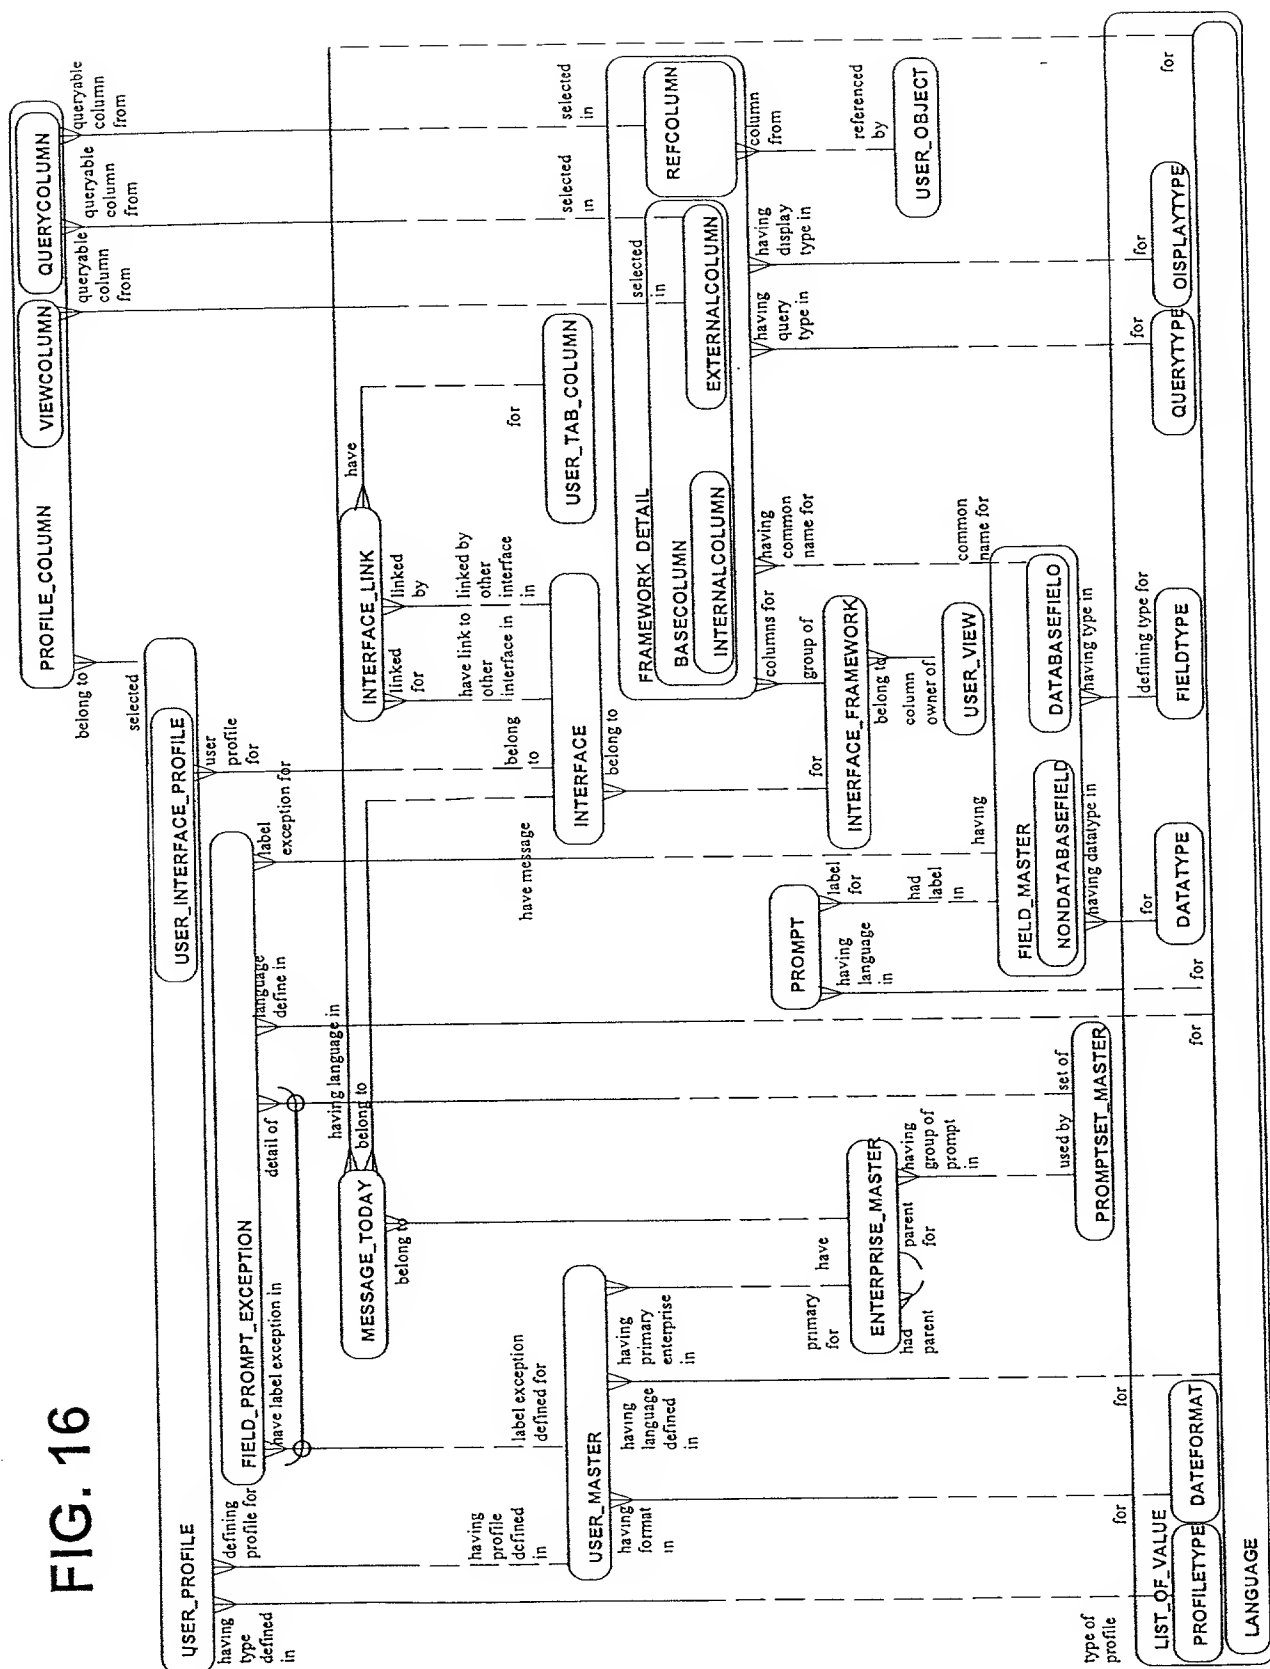 FIG. 16
PROFILE_COLUMN
VIEWCOLUMN
QUERYCOLUMN
belong to
queryable
column
from
queryable
column
from
queryable
column
from
selected
USER_PROFILE
USER_INTERFACE_PROFILE
having
type
defined
in
defining
profile for
user
profile
for
FIELD_PROMPT_EXCEPTION
have label exception in
detail of
language
define in
label
exception for
having language in
belong to
MESSAGE_TODAY
belong to
INTERFACE_LINK
have
linked
for
linked
by
have link to
other
interface in
linked by
other
interface
in
having
profile
defined
in
label exception
defined for
have message
belong
to
for
selected
in
selected
in
selected
in
USER_MASTER
INTERFACE
USER_TAB_COLUMN
having
format
in
having
language
defined
in
having
primary
enterprise
in
belong to
FRAMEWORK DETAIL
BASECOLUMN
INTERNALCOLUMN
EXTERNALCOLUMN
REFCOLUMN
columns for
having
common
name for
having
query
type in
having
display
type in
column
from
primary
for
have
PROMPT
label
for
having
language
in
for
group of
referenced
by
ENTERPRISE_MASTER
had
parent
parent
for
having
group of
prompt
in
INTERFACE_FRAMEWORK
belong to
column
owner of
USER_OBJECT
had
label
in
having
USER_VIEW
common
name for
used by
set of
FIELD_MASTER
NONDATABASEFIELD
DATABASEFIELO
PROMPTSET_MASTER
having datatype in
having type in
type of
profile
for
for
for
for
for
defining type for
for
for
for
LIST_OF_VALUE
PROFILETYPE
DATEFORMAT
DATATYPE
FIELDTYPE
QUERYTYPE
OISPLAYTYPE
LANGUAGE